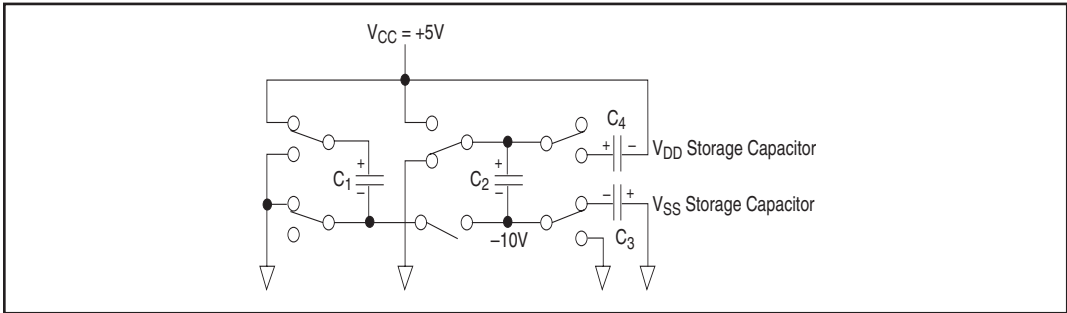 V_CC = +5V
C_4
+ – V_DD Storage Capacitor
+ +
C_1 C_2 – + V_SS Storage Capacitor
– –
–10V C_3